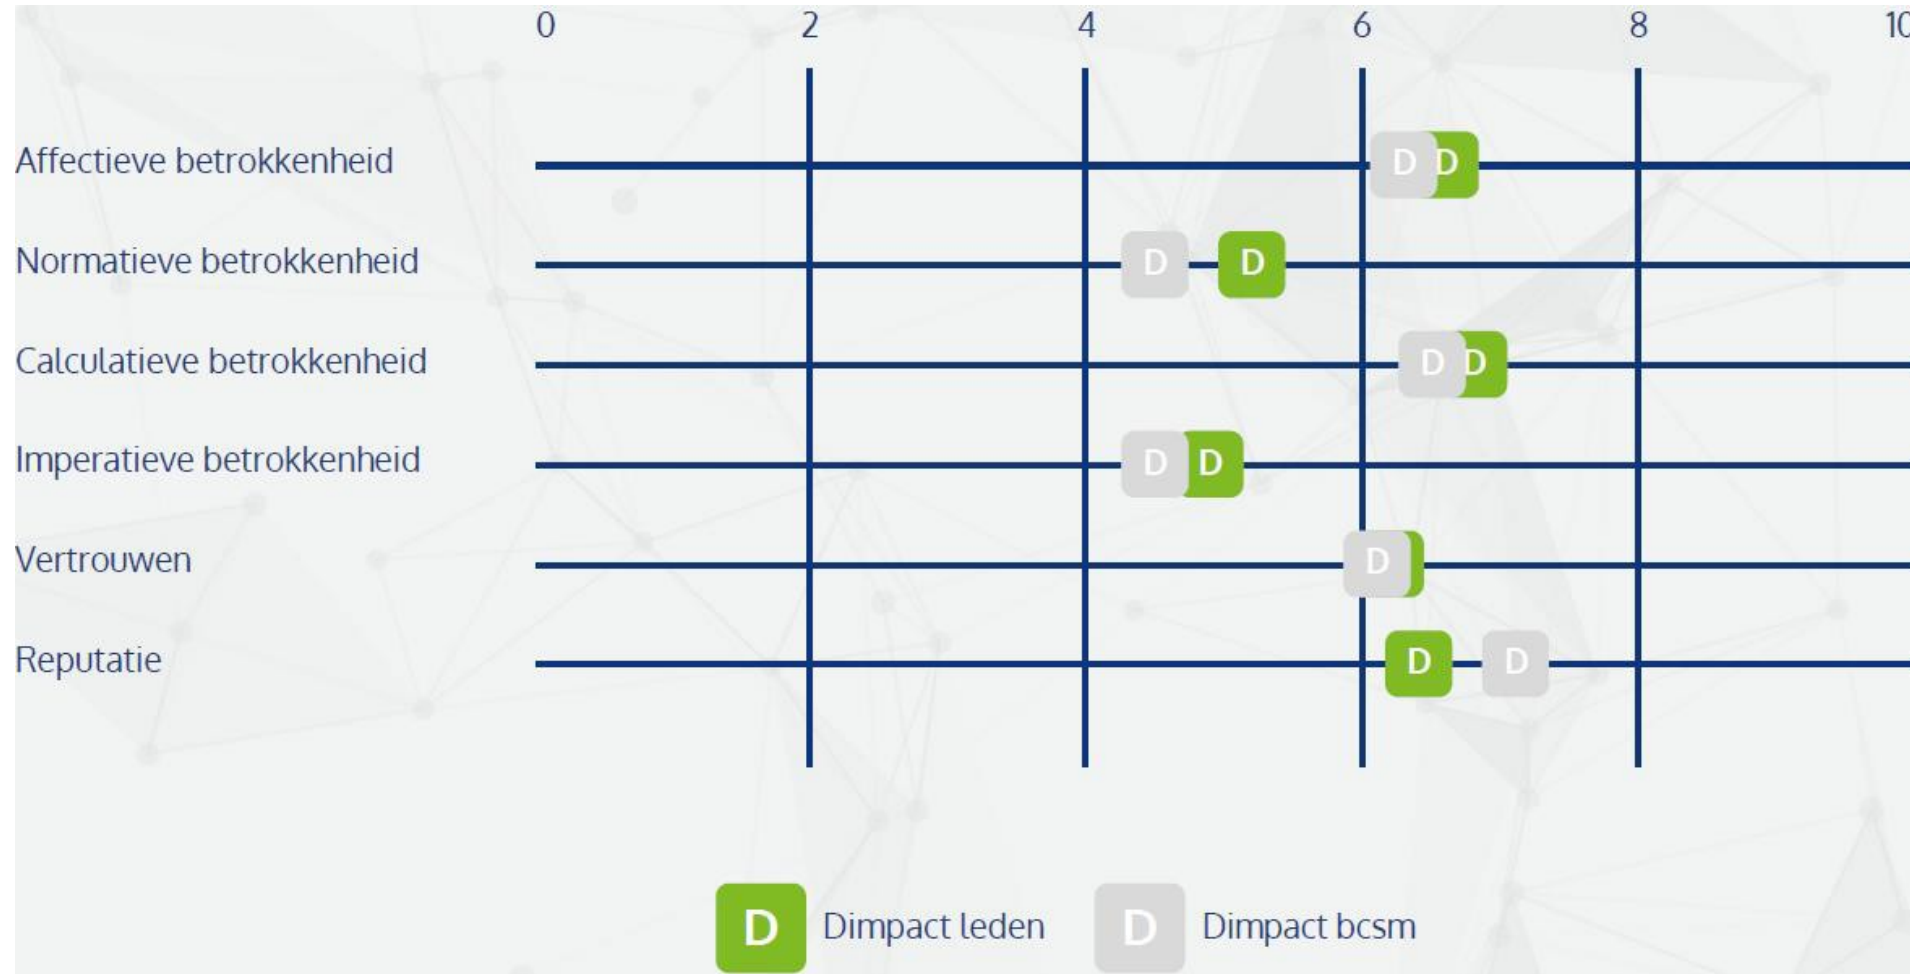 0 2 4 6 8 10
Affectieve betrokkenheid D D
Normatieve betrokkenheid D D
Calculatieve betrokkenheid D D
Imperatieve betrokkenheid D D
Vertrouwen D
Reputatie D D
D Dimpact leden D Dimpact bcsm